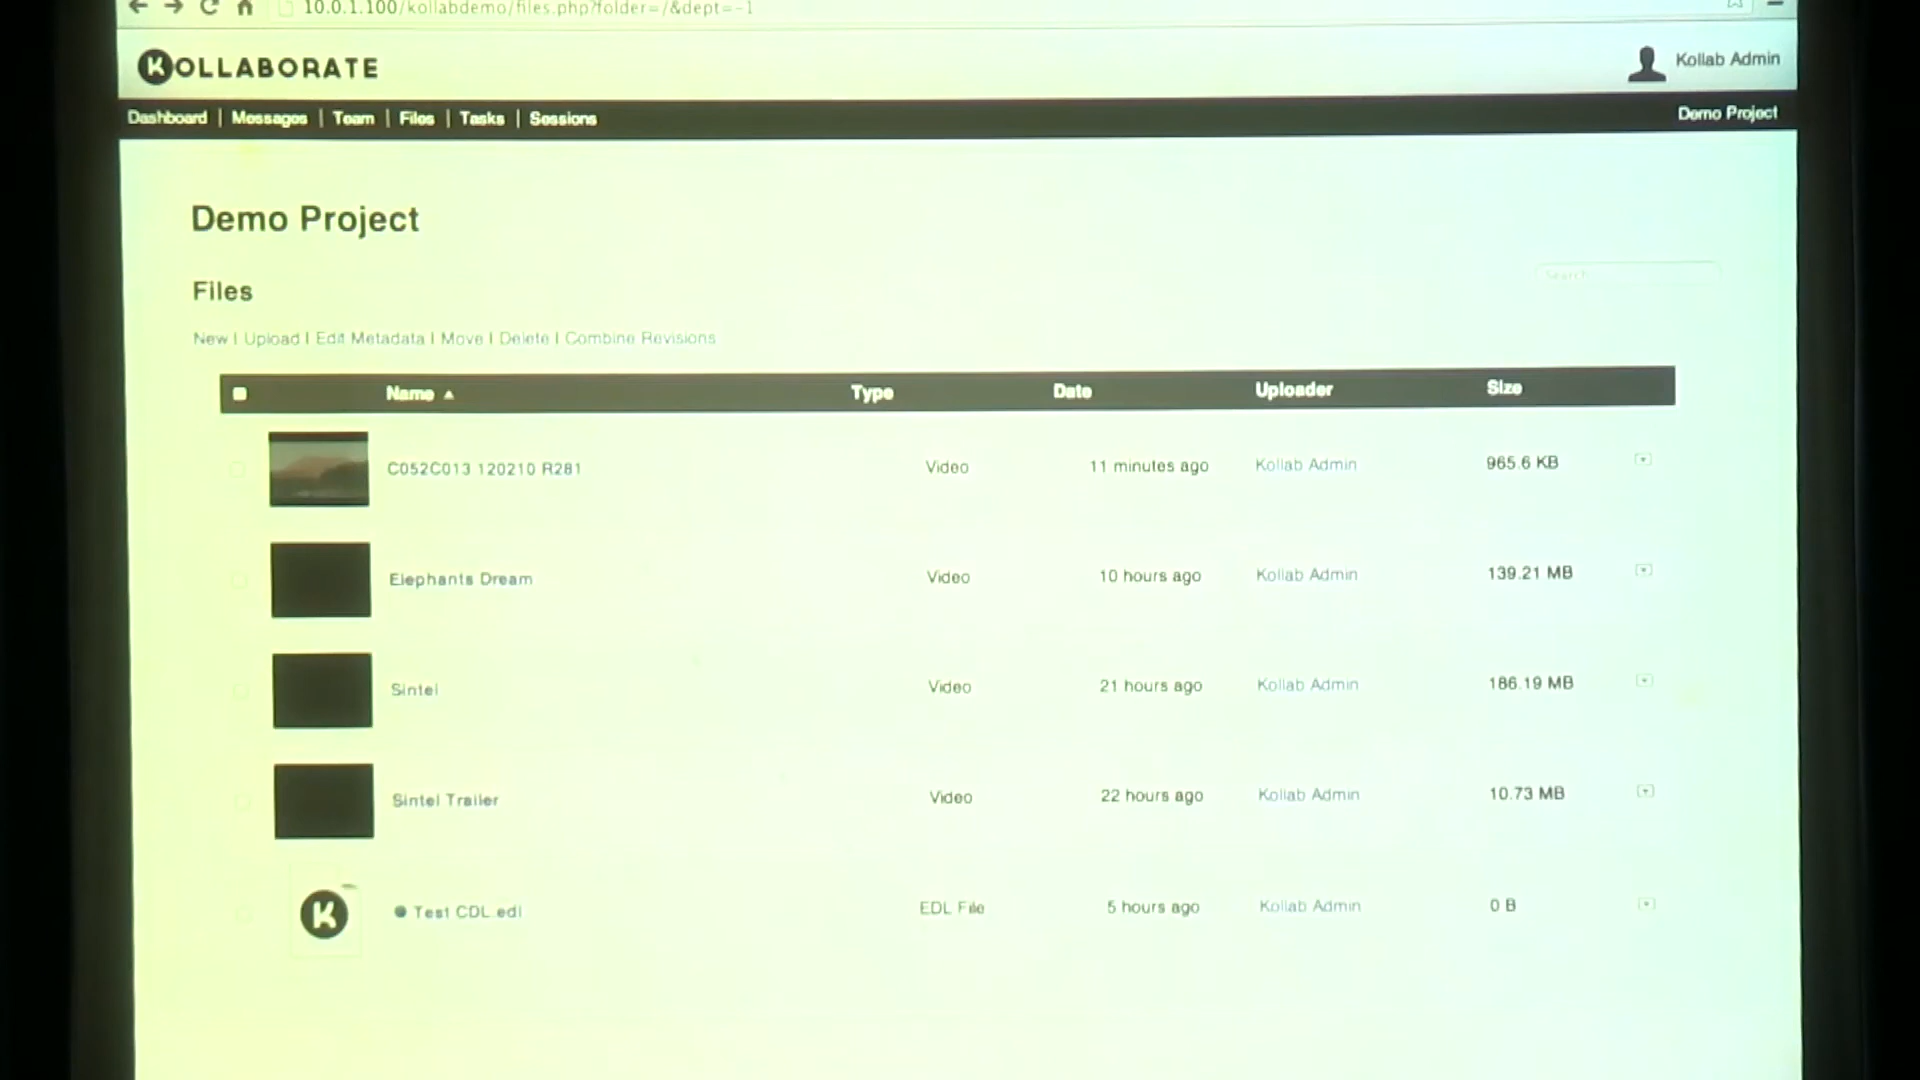 10.0.1.100/kollabdemo/files.php?folder=/&dept=-1
KOLLABORATE
Kollab Admin
Dashboard | Messages | Team | Files | Tasks | Sessions
Demo Project
Demo Project
Search
Files
New | Upload | Edit Metadata | Move | Delete | Combine Revisions
Name Type Date Uploader Size
C052C013 120210 R281 Video 11 minutes ago Kollab Admin 965.6 KB
Elephants Dream Video 10 hours ago Kollab Admin 139.21 MB
Sintel Video 21 hours ago Kollab Admin 186.19 MB
Sintel Trailer Video 22 hours ago Kollab Admin 10.73 MB
K
Test CDL.edl EDL File 5 hours ago Kollab Admin 0 B